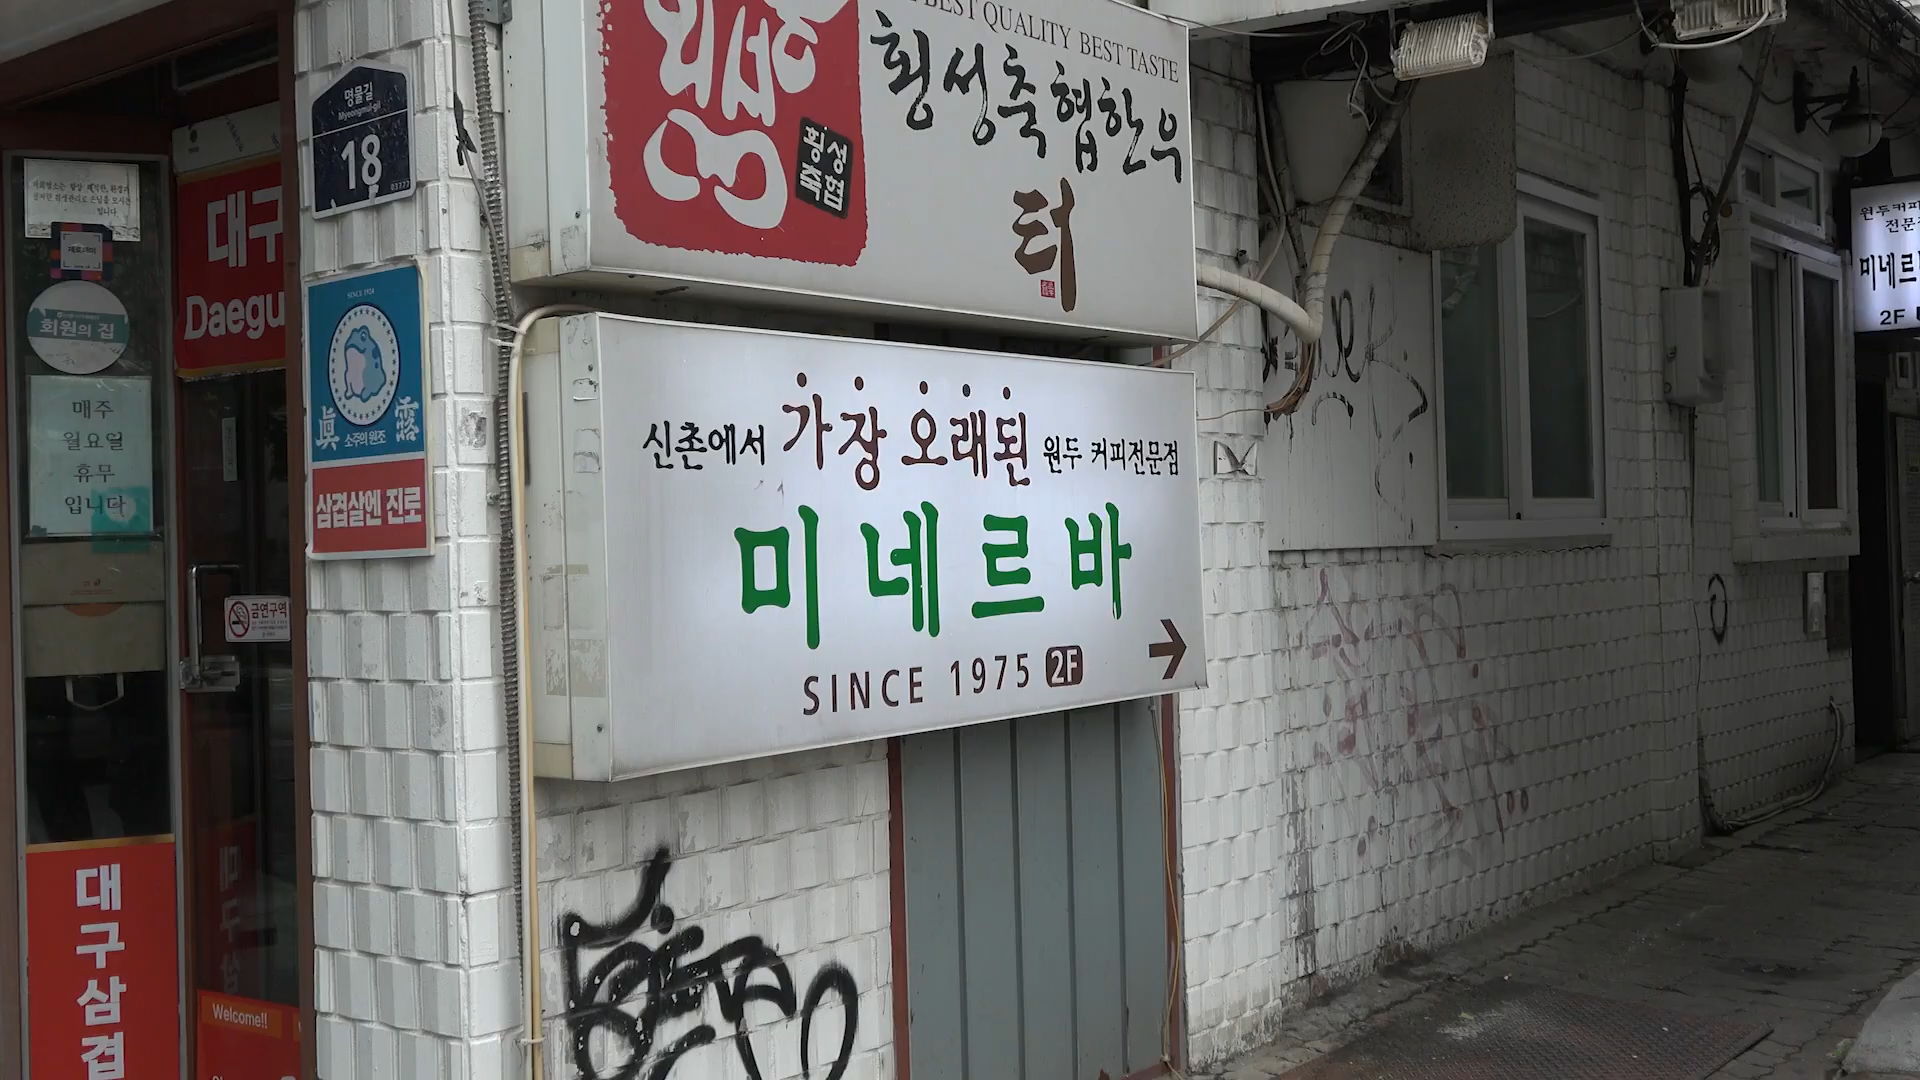 BEST QUALITY BEST TASTE
횡성축협한우
터
횡성
축협
신촌에서 가장 오래된 원두 커피전문점
미네르바
SINCE 1975 2F
명물길
Myeongmul-gil
18
SINCE 1924
眞露
소주의 원조
삼겹살엔 진로
대구
Daegu
회원의 집
매주
월요일
휴무
입니다
금연구역
대구삼겹
Welcome!!
원두커피
전문
미네르
2F